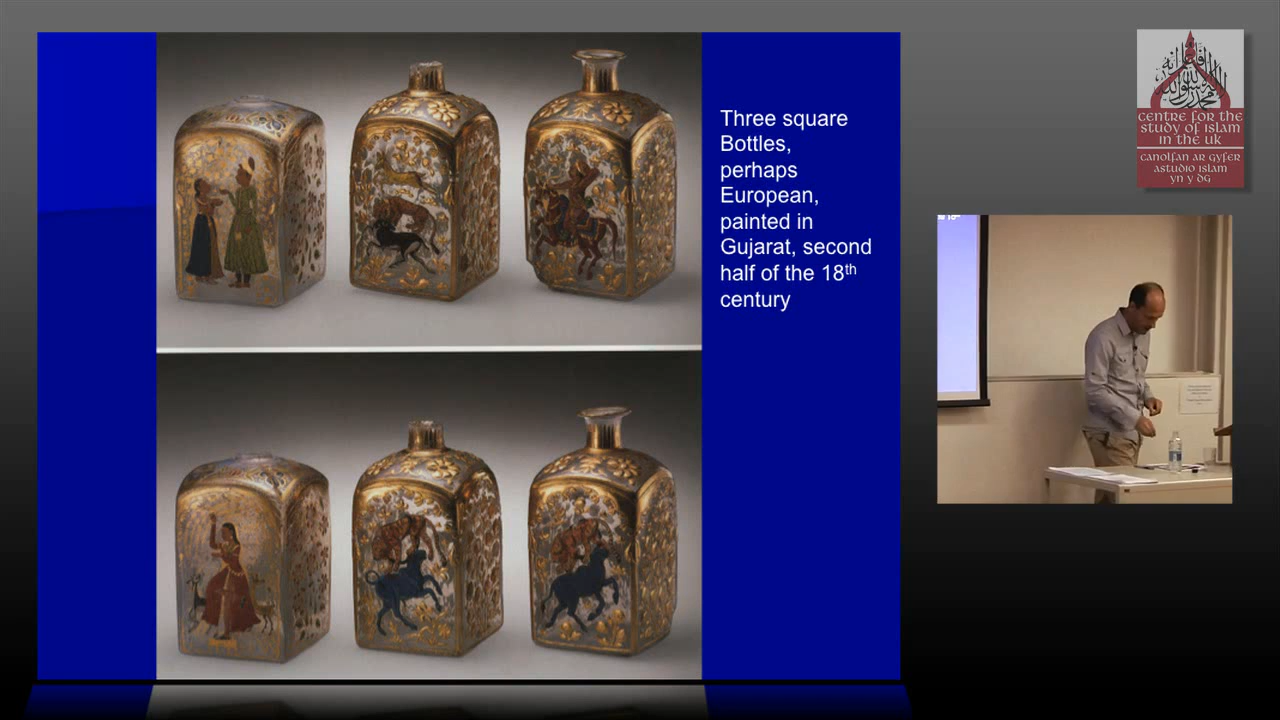 Three square
Bottles,
perhaps
European,
painted in
Gujarat, second
half of the 18th
century
CENTRE FOR THE
STUDY OF ISLAM
IN THE UK
CANOLFAN AR GYFER
ASTUDIO ISLAM
YN Y DG